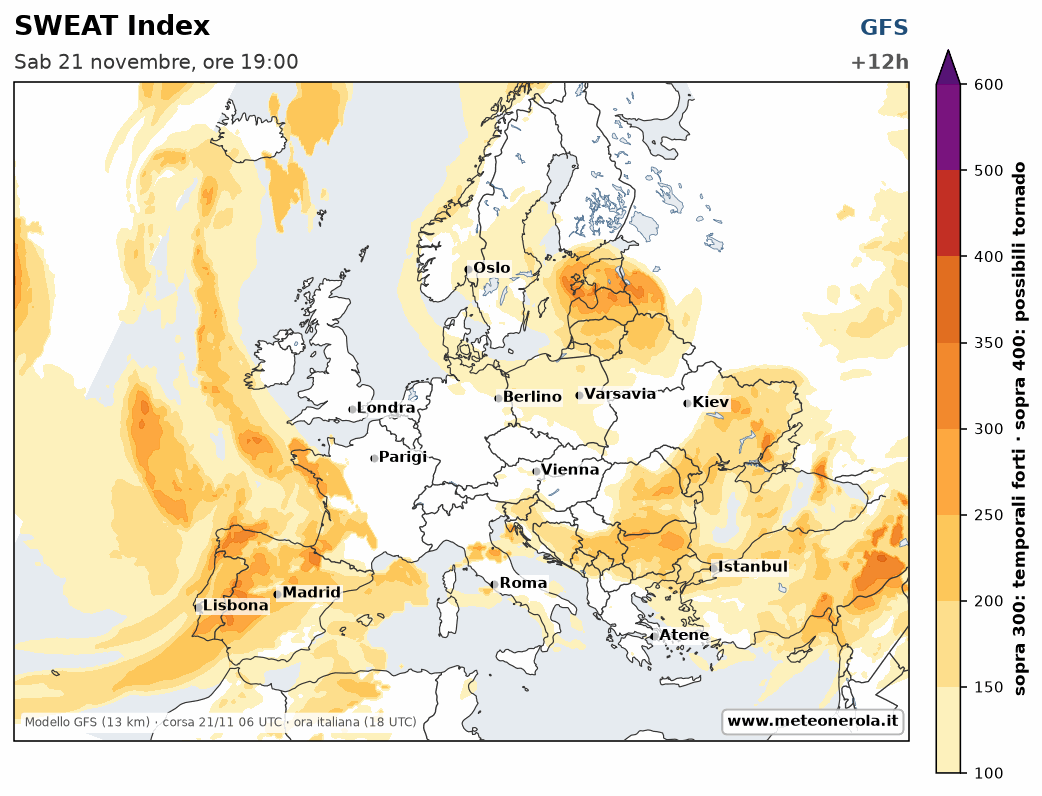 SWEAT Index
GFS
Sab 21 novembre, ore 19:00
+12h
600
500
400
350
300
250
200
150
100
sopra 300: temporali forti · sopra 400: possibili tornado
Oslo
Berlino
Varsavia
Kiev
Londra
Parigi
Vienna
Istanbul
Roma
Madrid
Lisbona
Atene
Modello GFS (13 km) · corsa 21/11 06 UTC · ora italiana (18 UTC)
www.meteonerola.it